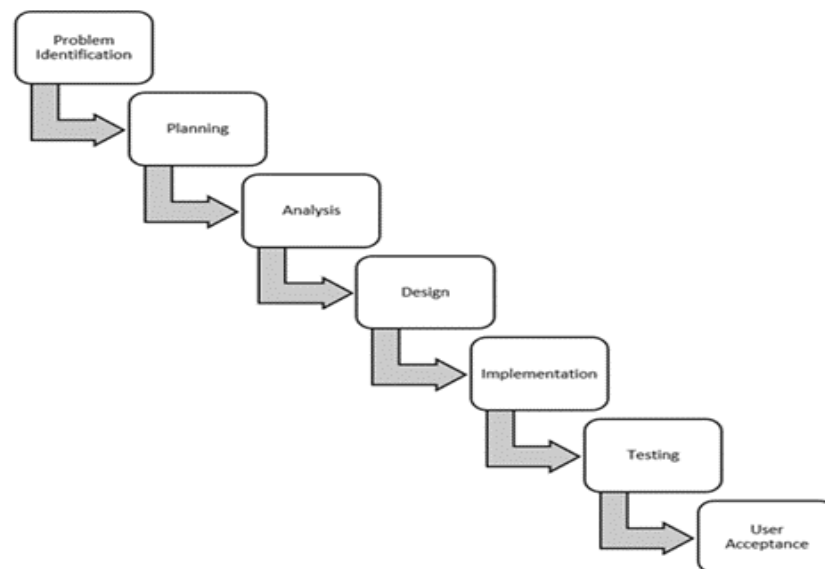 Problem
Identification
Planning
Analysis
Design
Implementation
Testing
User
Acceptance